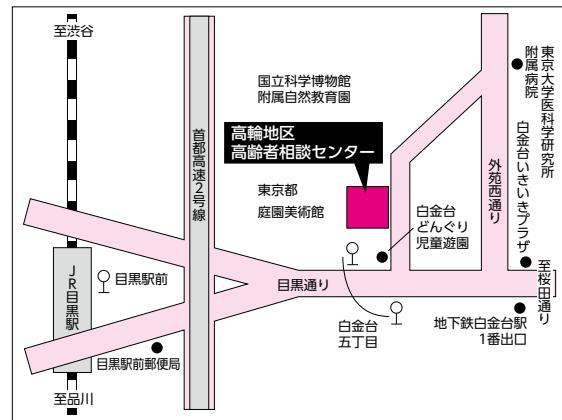 至渋谷
首都高速2号線
国立科学博物館
附属自然教育園
高輪地区
高齢者相談センター
東京都
庭園美術館
白金台
どんぐり
児童遊園
外苑西通り
東京大学医科学研究所
附属病院
白金台いきいきプラザ
至桜田通り
JR目黒駅
目黒駅前
目黒通り
白金台
五丁目
地下鉄白金台駅
1番出口
目黒駅前郵便局
至品川